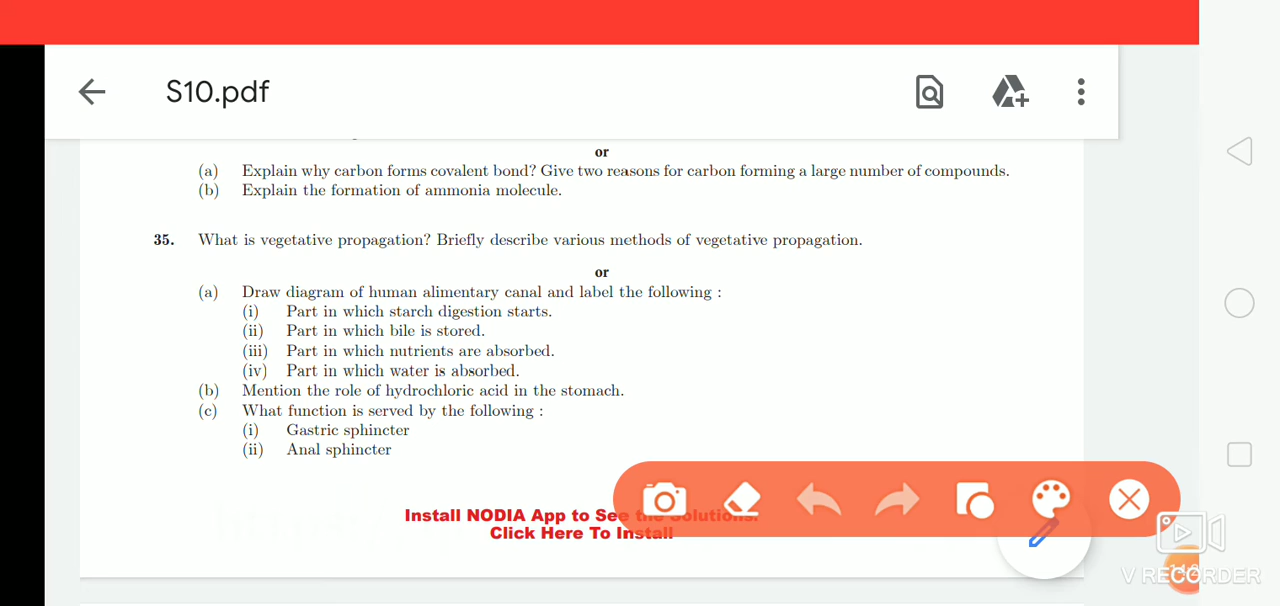 S10.pdf
or
(a) Explain why carbon forms covalent bond? Give two reasons for carbon forming a large number of compounds.
(b) Explain the formation of ammonia molecule.
35. What is vegetative propagation? Briefly describe various methods of vegetative propagation.
or
(a) Draw diagram of human alimentary canal and label the following :
(i) Part in which starch digestion starts.
(ii) Part in which bile is stored.
(iii) Part in which nutrients are absorbed.
(iv) Part in which water is absorbed.
(b) Mention the role of hydrochloric acid in the stomach.
(c) What function is served by the following :
(i) Gastric sphincter
(ii) Anal sphincter
Install NODIA App to See the Solutions.
Click Here To Install
V RECORDER